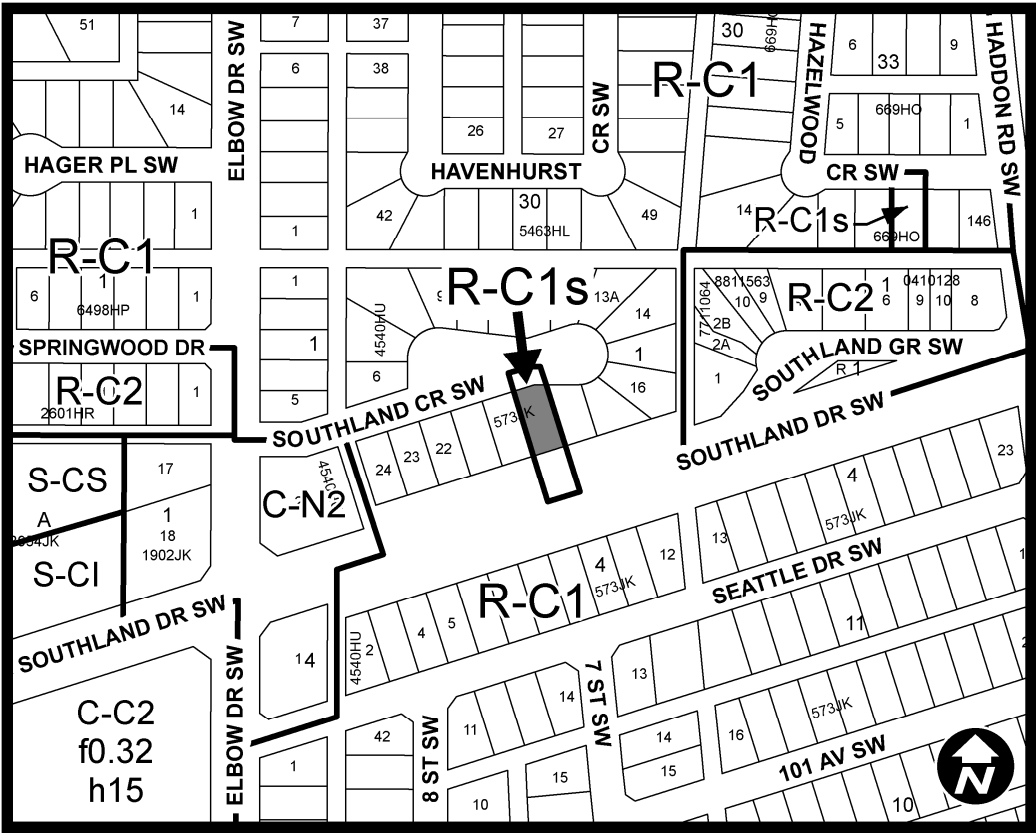 51
14
HAGER PL SW
1
R-C1
6
1
6498HP
1
SPRINGWOOD DR
R-C2
2601HR
1
ELBOW DR SW
7
6
1
1
1
5
37
38
26
27
CR SW
HAVENHURST
42
30
5463HL
49
4540HU
6
R-C1s
13A
14
1
16
SOUTHLAND CR SW
24
23
22
573JK
R-C1
30
669HO
HAZELWOOD
6
33
9
669HO
5
1
CR SW
HADDON RD SW
14
R-C1s
669HO
146
7711064
8811563
10
9
2B
2A
1
R-C2
0410128
6
9
10
8
SOUTHLAND GR SW
R 1
SOUTHLAND DR SW
S-CS
A
S-CI
17
1
18
1902JK
C-N2
SOUTHLAND DR SW
C-C2
f0.32
h15
ELBOW DR SW
14
1
4540HU
2
4
5
R-C1
4
573JK
12
13
4
573JK
23
SEATTLE DR SW
42
8 ST SW
11
14
10
15
7 ST SW
13
14
15
11
16
573JK
101 AV SW
10
N